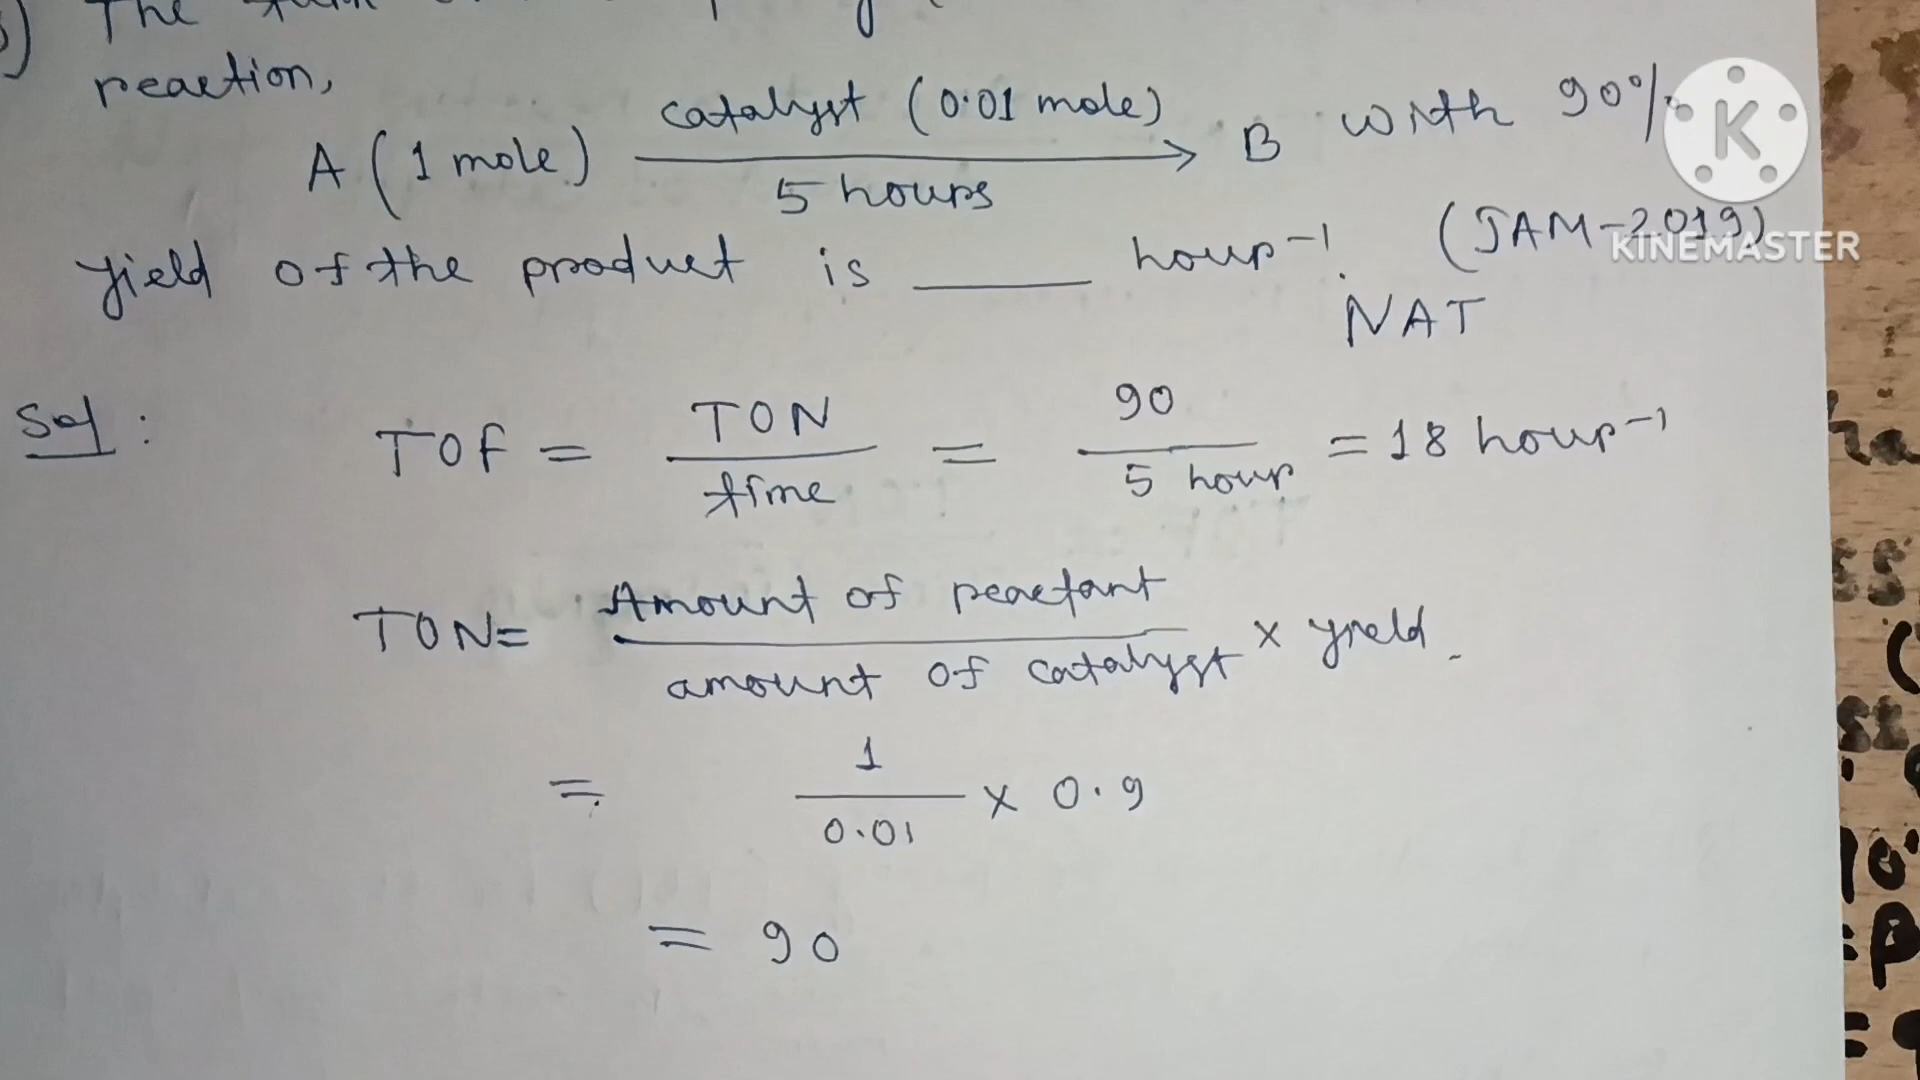 The
reaction,
A (1 mole) catalyst (0.01 mole) B with 90%
5 hours
yield of the product is ____ hour⁻¹. (JAM-2019)
KINEMASTER
NAT
Sol : TOF = TON / time = 90 / 5 hour = 18 hour⁻¹
TON = Amount of reactant / amount of catalyst × yield.
= 1 / 0.01 × 0.9
= 90